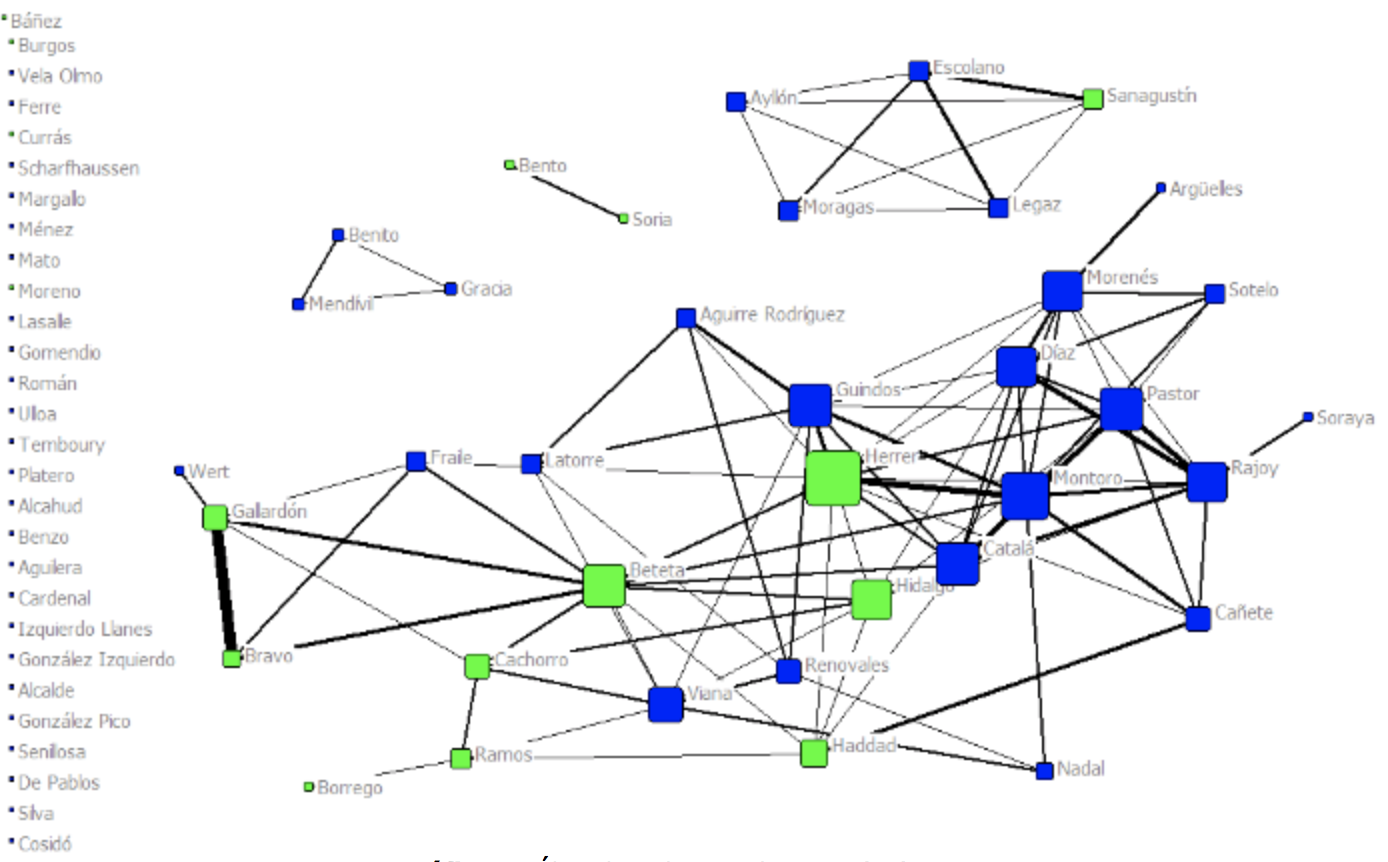 Báñez
Burgos
Vela Olmo
Ferre
Currás
Scharfhaussen
Margallo
Ménez
Mato
Moreno
Lasalle
Gomendio
Román
Ulloa
Temboury
Platero
Alcahud
Benzo
Aguilera
Cardenal
Izquierdo Llanes
González Izquierdo
Alcalde
González Pico
Senillosa
De Pablos
Silva
Cosidó
Escolano
Ayllón
Sanagustín
Moragas
Legaz
Bento
Soria
Benito
Gracia
Mendívil
Argüelles
Morenés
Sotelo
Aguirre Rodríguez
Díaz
Guindos
Pastor
Soraya
Wert
Fraile
Latorre
Herrer
Montoro
Rajoy
Gallardón
Catalá
Beteta
Hidalgo
Cañete
Bravo
Cachorro
Renovales
Viana
Haddad
Ramos
Nadal
Borrego